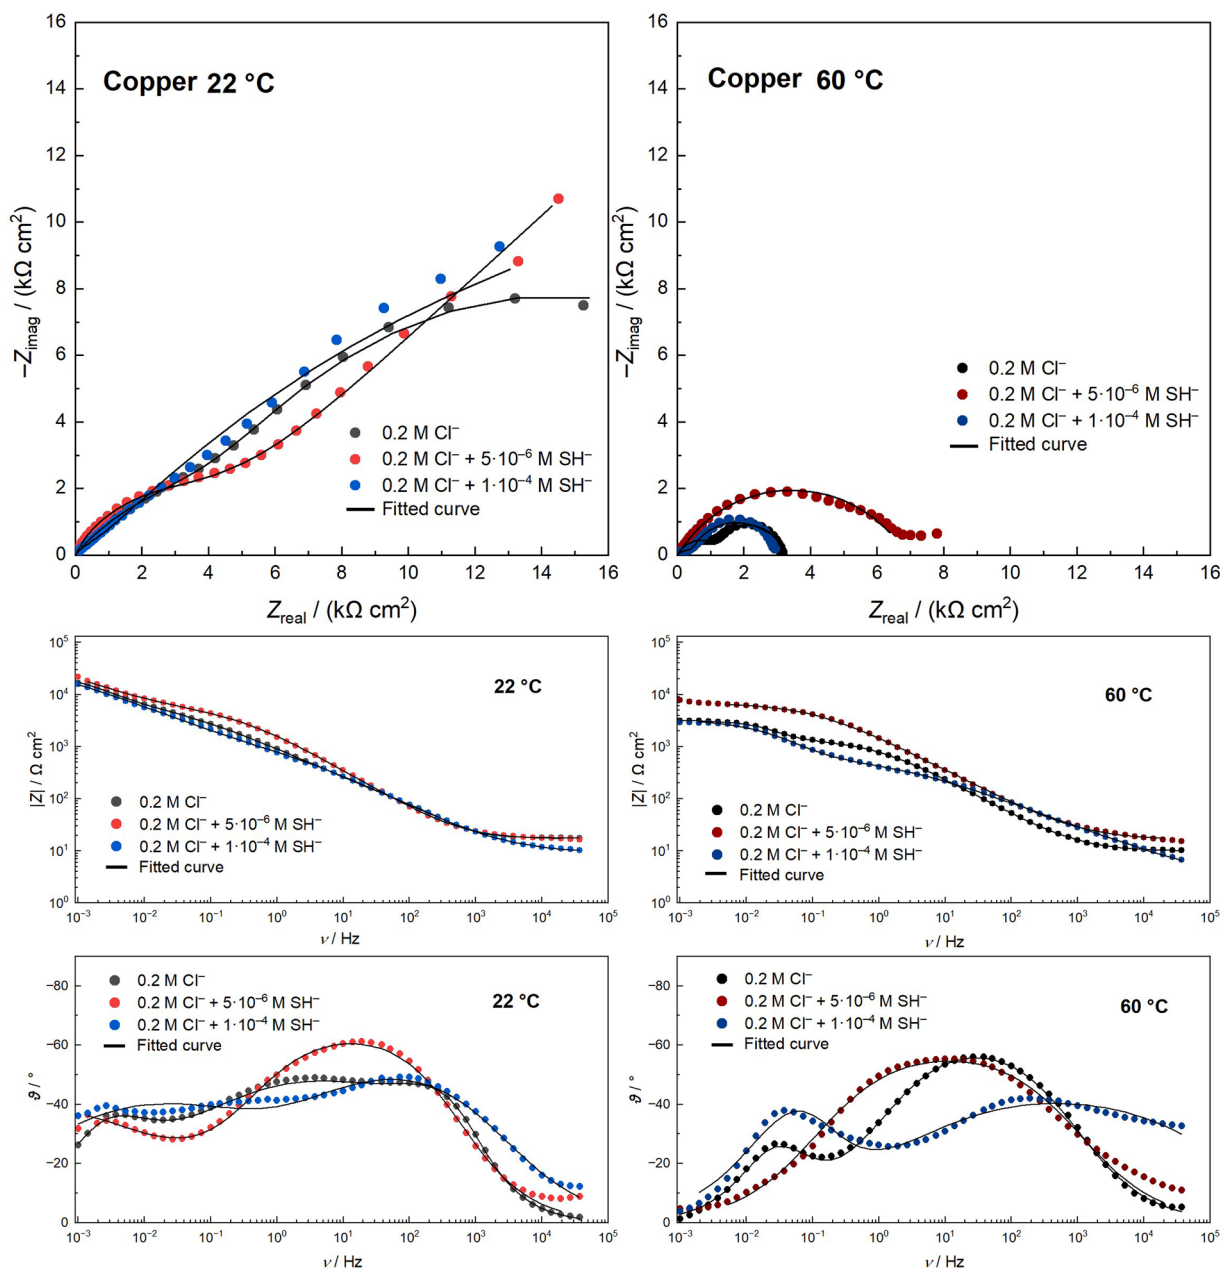 Copper 22 °C
16
14
12
10
8
6
4
2
0
−Zimag / (kΩ cm²)
0.2 M Cl⁻
0.2 M Cl⁻ + 5·10⁻⁶ M SH⁻
0.2 M Cl⁻ + 1·10⁻⁴ M SH⁻
Fitted curve
0 2 4 6 8 10 12 14 16
Zreal / (kΩ cm²)
Copper 60 °C
16
14
12
10
8
6
4
2
0
−Zimag / (kΩ cm²)
0.2 M Cl⁻
0.2 M Cl⁻ + 5·10⁻⁶ M SH⁻
0.2 M Cl⁻ + 1·10⁻⁴ M SH⁻
Fitted curve
0 2 4 6 8 10 12 14 16
Zreal / (kΩ cm²)
22 °C
10⁵
10⁴
10³
10²
10¹
10⁰
|Z| / Ω cm²
0.2 M Cl⁻
0.2 M Cl⁻ + 5·10⁻⁶ M SH⁻
0.2 M Cl⁻ + 1·10⁻⁴ M SH⁻
Fitted curve
10⁻³ 10⁻² 10⁻¹ 10⁰ 10¹ 10² 10³ 10⁴ 10⁵
ν / Hz
60 °C
10⁵
10⁴
10³
10²
10¹
10⁰
|Z| / Ω cm²
0.2 M Cl⁻
0.2 M Cl⁻ + 5·10⁻⁶ M SH⁻
0.2 M Cl⁻ + 1·10⁻⁴ M SH⁻
Fitted curve
10⁻³ 10⁻² 10⁻¹ 10⁰ 10¹ 10² 10³ 10⁴ 10⁵
ν / Hz
0.2 M Cl⁻
0.2 M Cl⁻ + 5·10⁻⁶ M SH⁻
0.2 M Cl⁻ + 1·10⁻⁴ M SH⁻
Fitted curve
22 °C
−80
−60
−40
−20
0
ϑ / °
10⁻³ 10⁻² 10⁻¹ 10⁰ 10¹ 10² 10³ 10⁴ 10⁵
ν / Hz
0.2 M Cl⁻
0.2 M Cl⁻ + 5·10⁻⁶ M SH⁻
0.2 M Cl⁻ + 1·10⁻⁴ M SH⁻
Fitted curve
60 °C
−80
−60
−40
−20
0
ϑ / °
10⁻³ 10⁻² 10⁻¹ 10⁰ 10¹ 10² 10³ 10⁴ 10⁵
ν / Hz